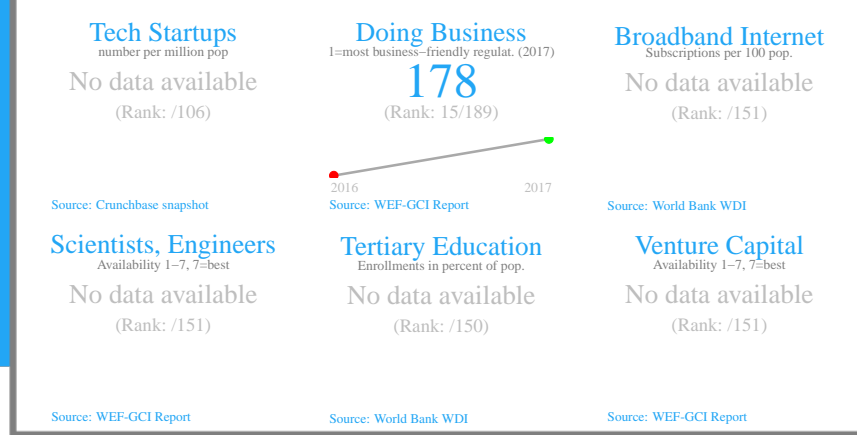 Tech Startups
number per million pop
No data available
(Rank: /106)
Source: Crunchbase snapshot
Doing Business
1=most business−friendly regulat. (2017)
178
(Rank: 15/189)
2016 2017
Source: WEF-GCI Report
Broadband Internet
Subscriptions per 100 pop.
No data available
(Rank: /151)
Source: World Bank WDI
Scientists, Engineers
Availability 1−7, 7=best
No data available
(Rank: /151)
Source: WEF-GCI Report
Tertiary Education
Enrollments in percent of pop.
No data available
(Rank: /150)
Source: World Bank WDI
Venture Capital
Availability 1−7, 7=best
No data available
(Rank: /151)
Source: WEF-GCI Report